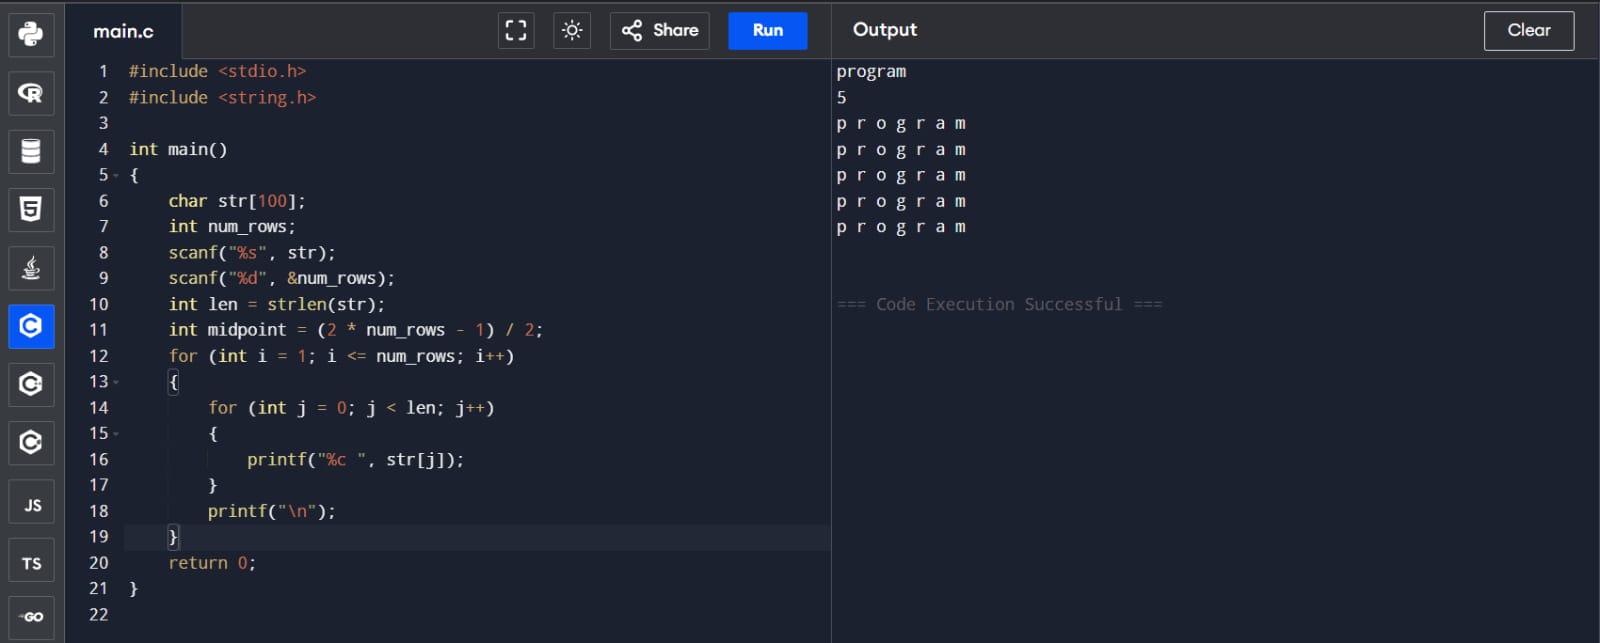 main.c
Share
Run
Output
Clear
1 #include <stdio.h>
2 #include <string.h>
3
4 int main()
5 {
6     char str[100];
7     int num_rows;
8     scanf("%s", str);
9     scanf("%d", &num_rows);
10     int len = strlen(str);
11     int midpoint = (2 * num_rows - 1) / 2;
12     for (int i = 1; i <= num_rows; i++)
13     {
14         for (int j = 0; j < len; j++)
15         {
16             printf("%c ", str[j]);
17         }
18         printf("\n");
19     }
20     return 0;
21 }
22
program
5
p r o g r a m
p r o g r a m
p r o g r a m
p r o g r a m
p r o g r a m
=== Code Execution Successful ===
R
5
C
C
C
JS
TS
GO